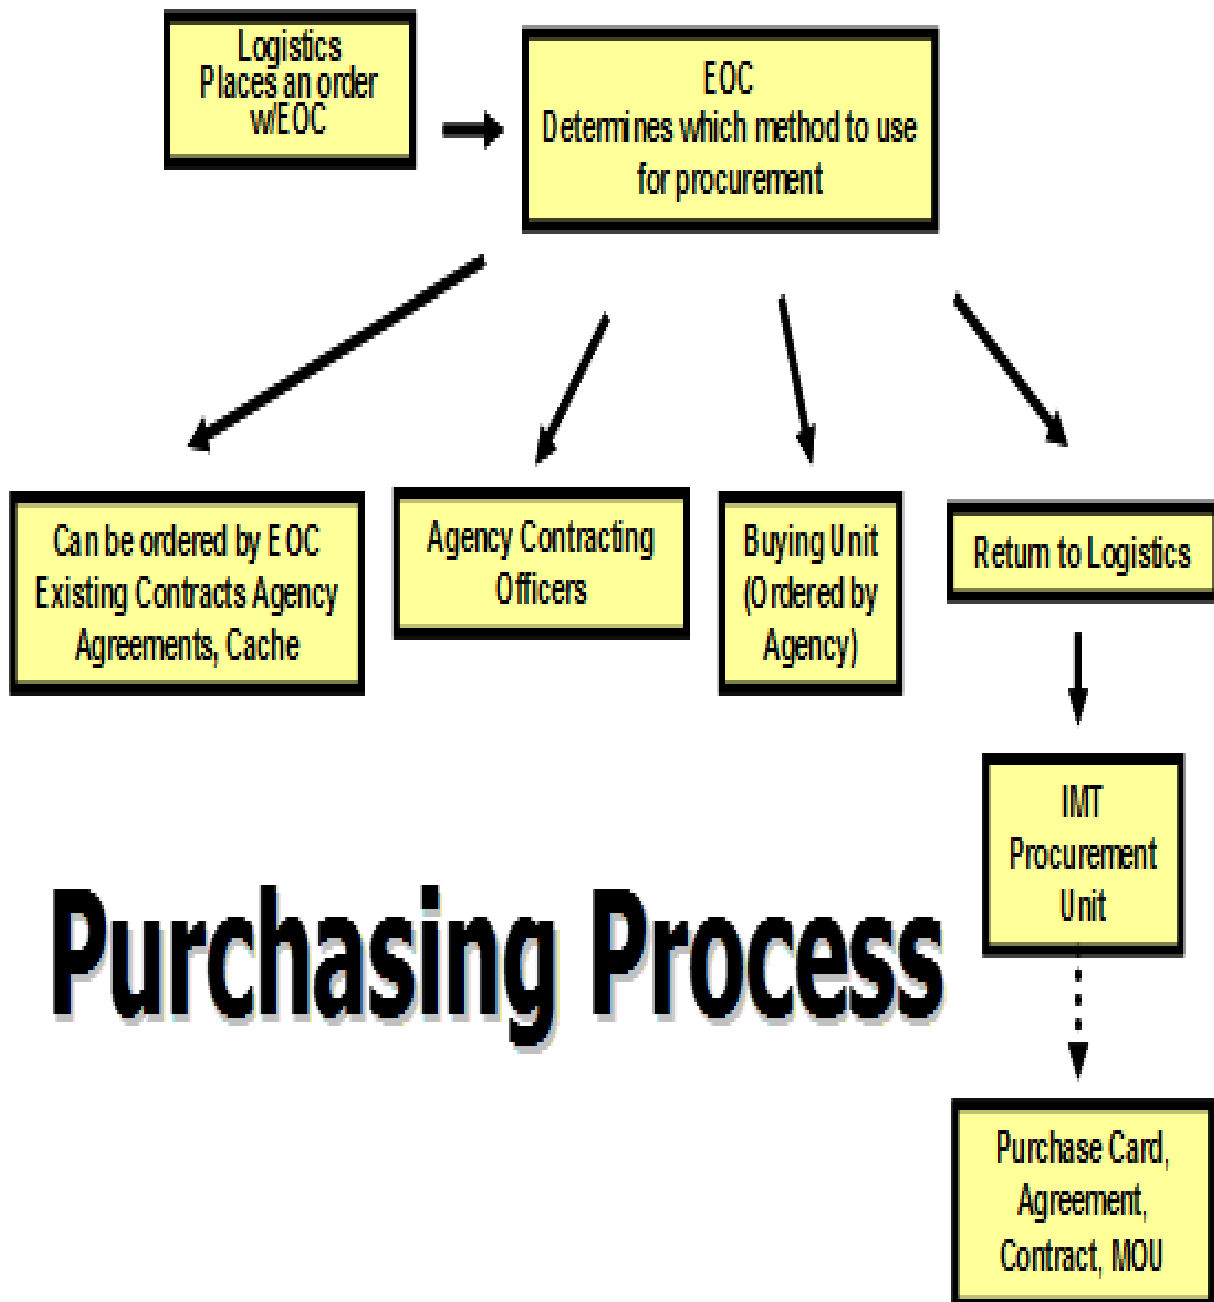 Logistics
Places an order
w/EOC
EOC
Determines which method to use
for procurement
Can be ordered by EOC
Existing Contracts Agency
Agreements, Cache
Agency Contracting
Officers
Buying Unit
(Ordered by
Agency)
Return to Logistics
IMT
Procurement
Unit
Purchasing Process
Purchase Card,
Agreement,
Contract, MOU